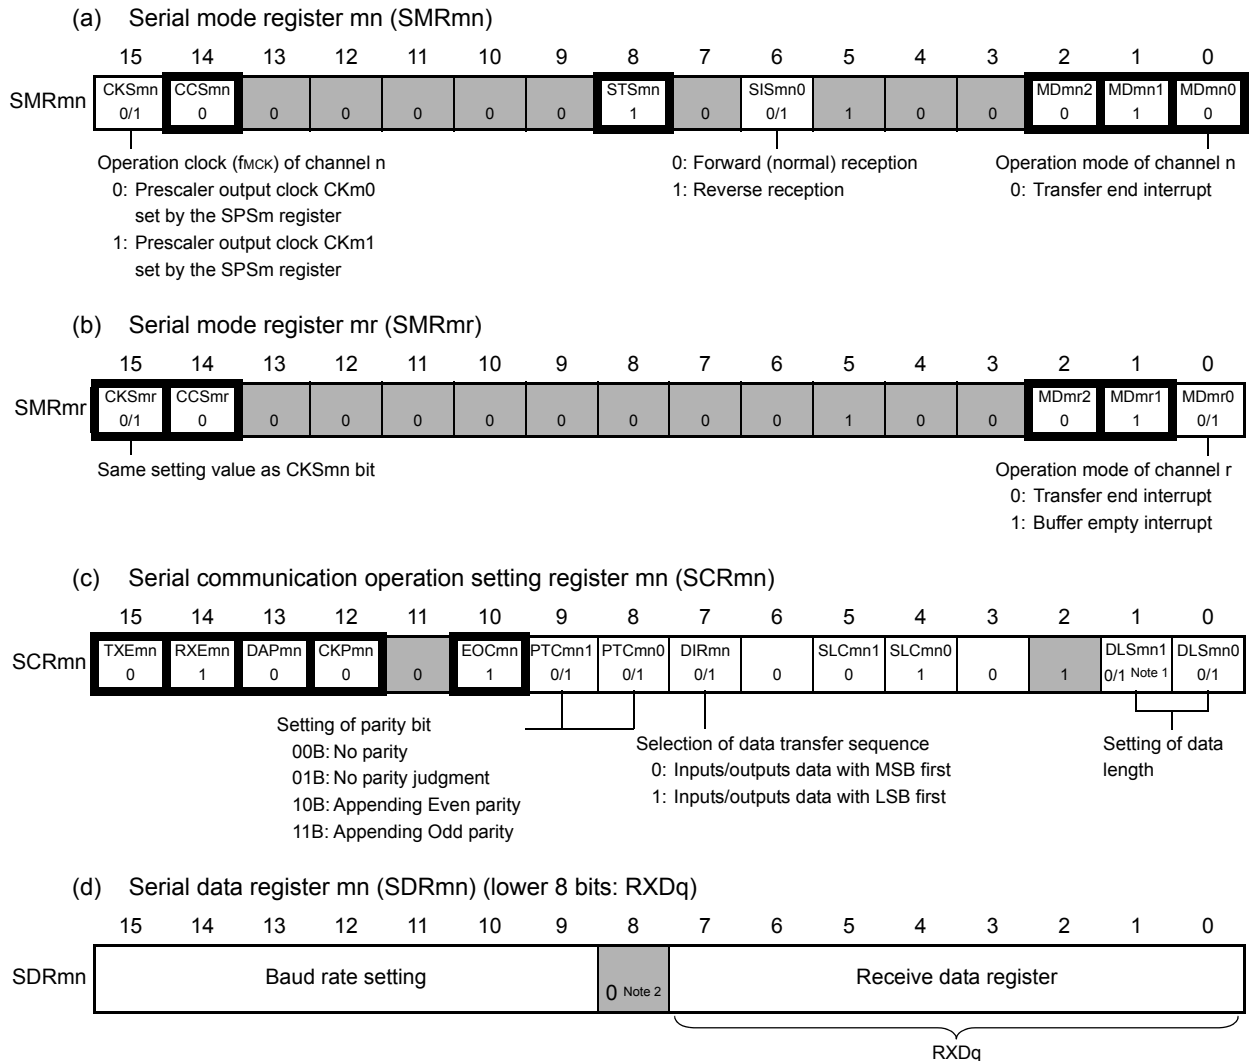 (a) Serial mode register mn (SMRmn)
15 14 13 12 11 10 9 8 7 6 5 4 3 2 1 0
SMRmn
CKSmn CCSmn STSmn SISmn0 MDmn2 MDmn1 MDmn0
0/1 0 0 0 0 0 0 1 0 0/1 1 0 0 0 1 0
Operation clock (fMCK) of channel n
0: Prescaler output clock CKm0
set by the SPSm register
1: Prescaler output clock CKm1
set by the SPSm register
0: Forward (normal) reception
1: Reverse reception
Operation mode of channel n
0: Transfer end interrupt
(b) Serial mode register mr (SMRmr)
15 14 13 12 11 10 9 8 7 6 5 4 3 2 1 0
SMRmr
CKSmr CCSmr MDmr2 MDmr1 MDmr0
0/1 0 0 0 0 0 0 0 0 0 1 0 0 0 1 0/1
Same setting value as CKSmn bit
Operation mode of channel r
0: Transfer end interrupt
1: Buffer empty interrupt
(c) Serial communication operation setting register mn (SCRmn)
15 14 13 12 11 10 9 8 7 6 5 4 3 2 1 0
SCRmn
TXEmn RXEmn DAPmn CKPmn EOCmn PTCmn1 PTCmn0 DIRmn SLCmn1 SLCmn0 DLSmn1 DLSmn0
0 1 0 0 0 1 0/1 0/1 0/1 0 0 1 0 1 0/1 Note 1 0/1
Setting of parity bit
00B: No parity
01B: No parity judgment
10B: Appending Even parity
11B: Appending Odd parity
Selection of data transfer sequence
0: Inputs/outputs data with MSB first
1: Inputs/outputs data with LSB first
Setting of data
length
(d) Serial data register mn (SDRmn) (lower 8 bits: RXDq)
15 14 13 12 11 10 9 8 7 6 5 4 3 2 1 0
SDRmn
Baud rate setting
0 Note 2
Receive data register
RXDq